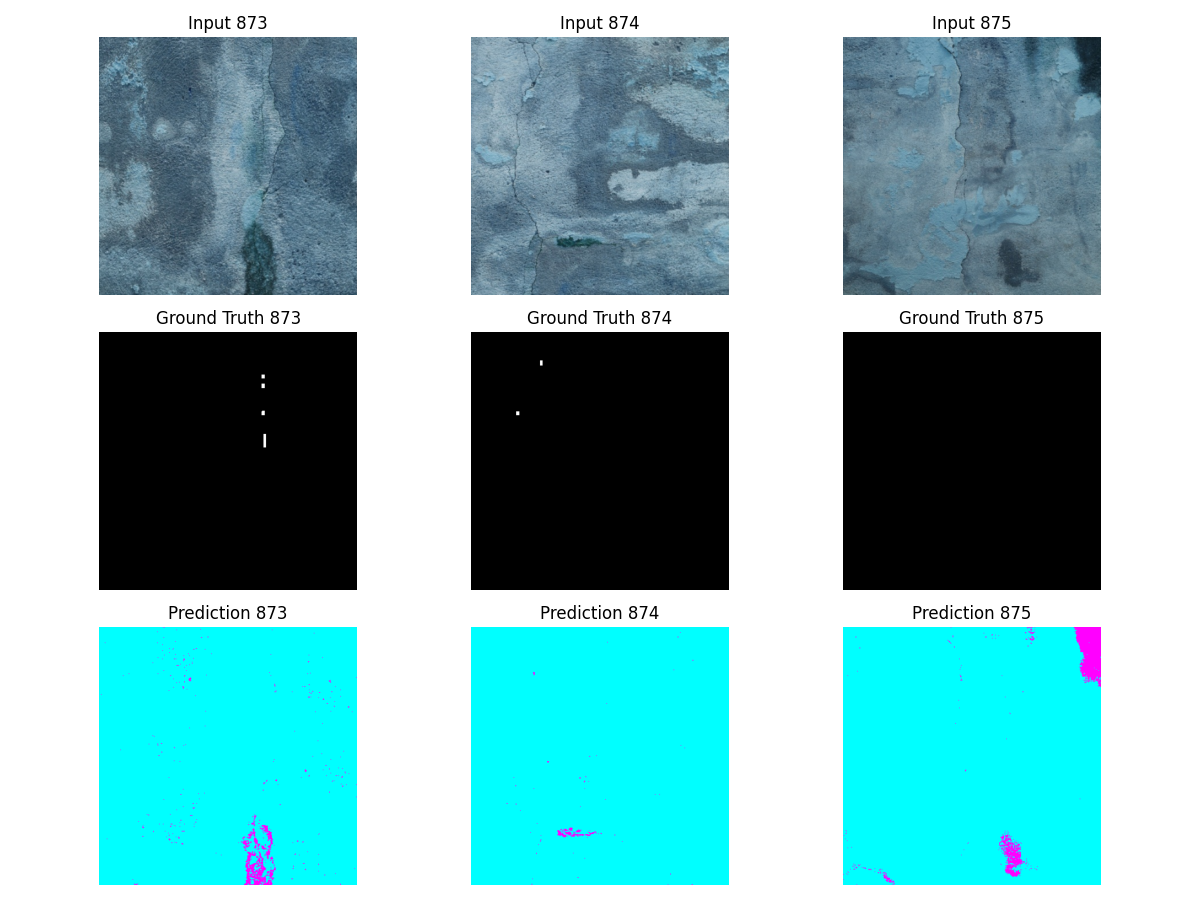 Input 873
Input 874
Input 875
Ground Truth 873
Ground Truth 874
Ground Truth 875
Prediction 873
Prediction 874
Prediction 875